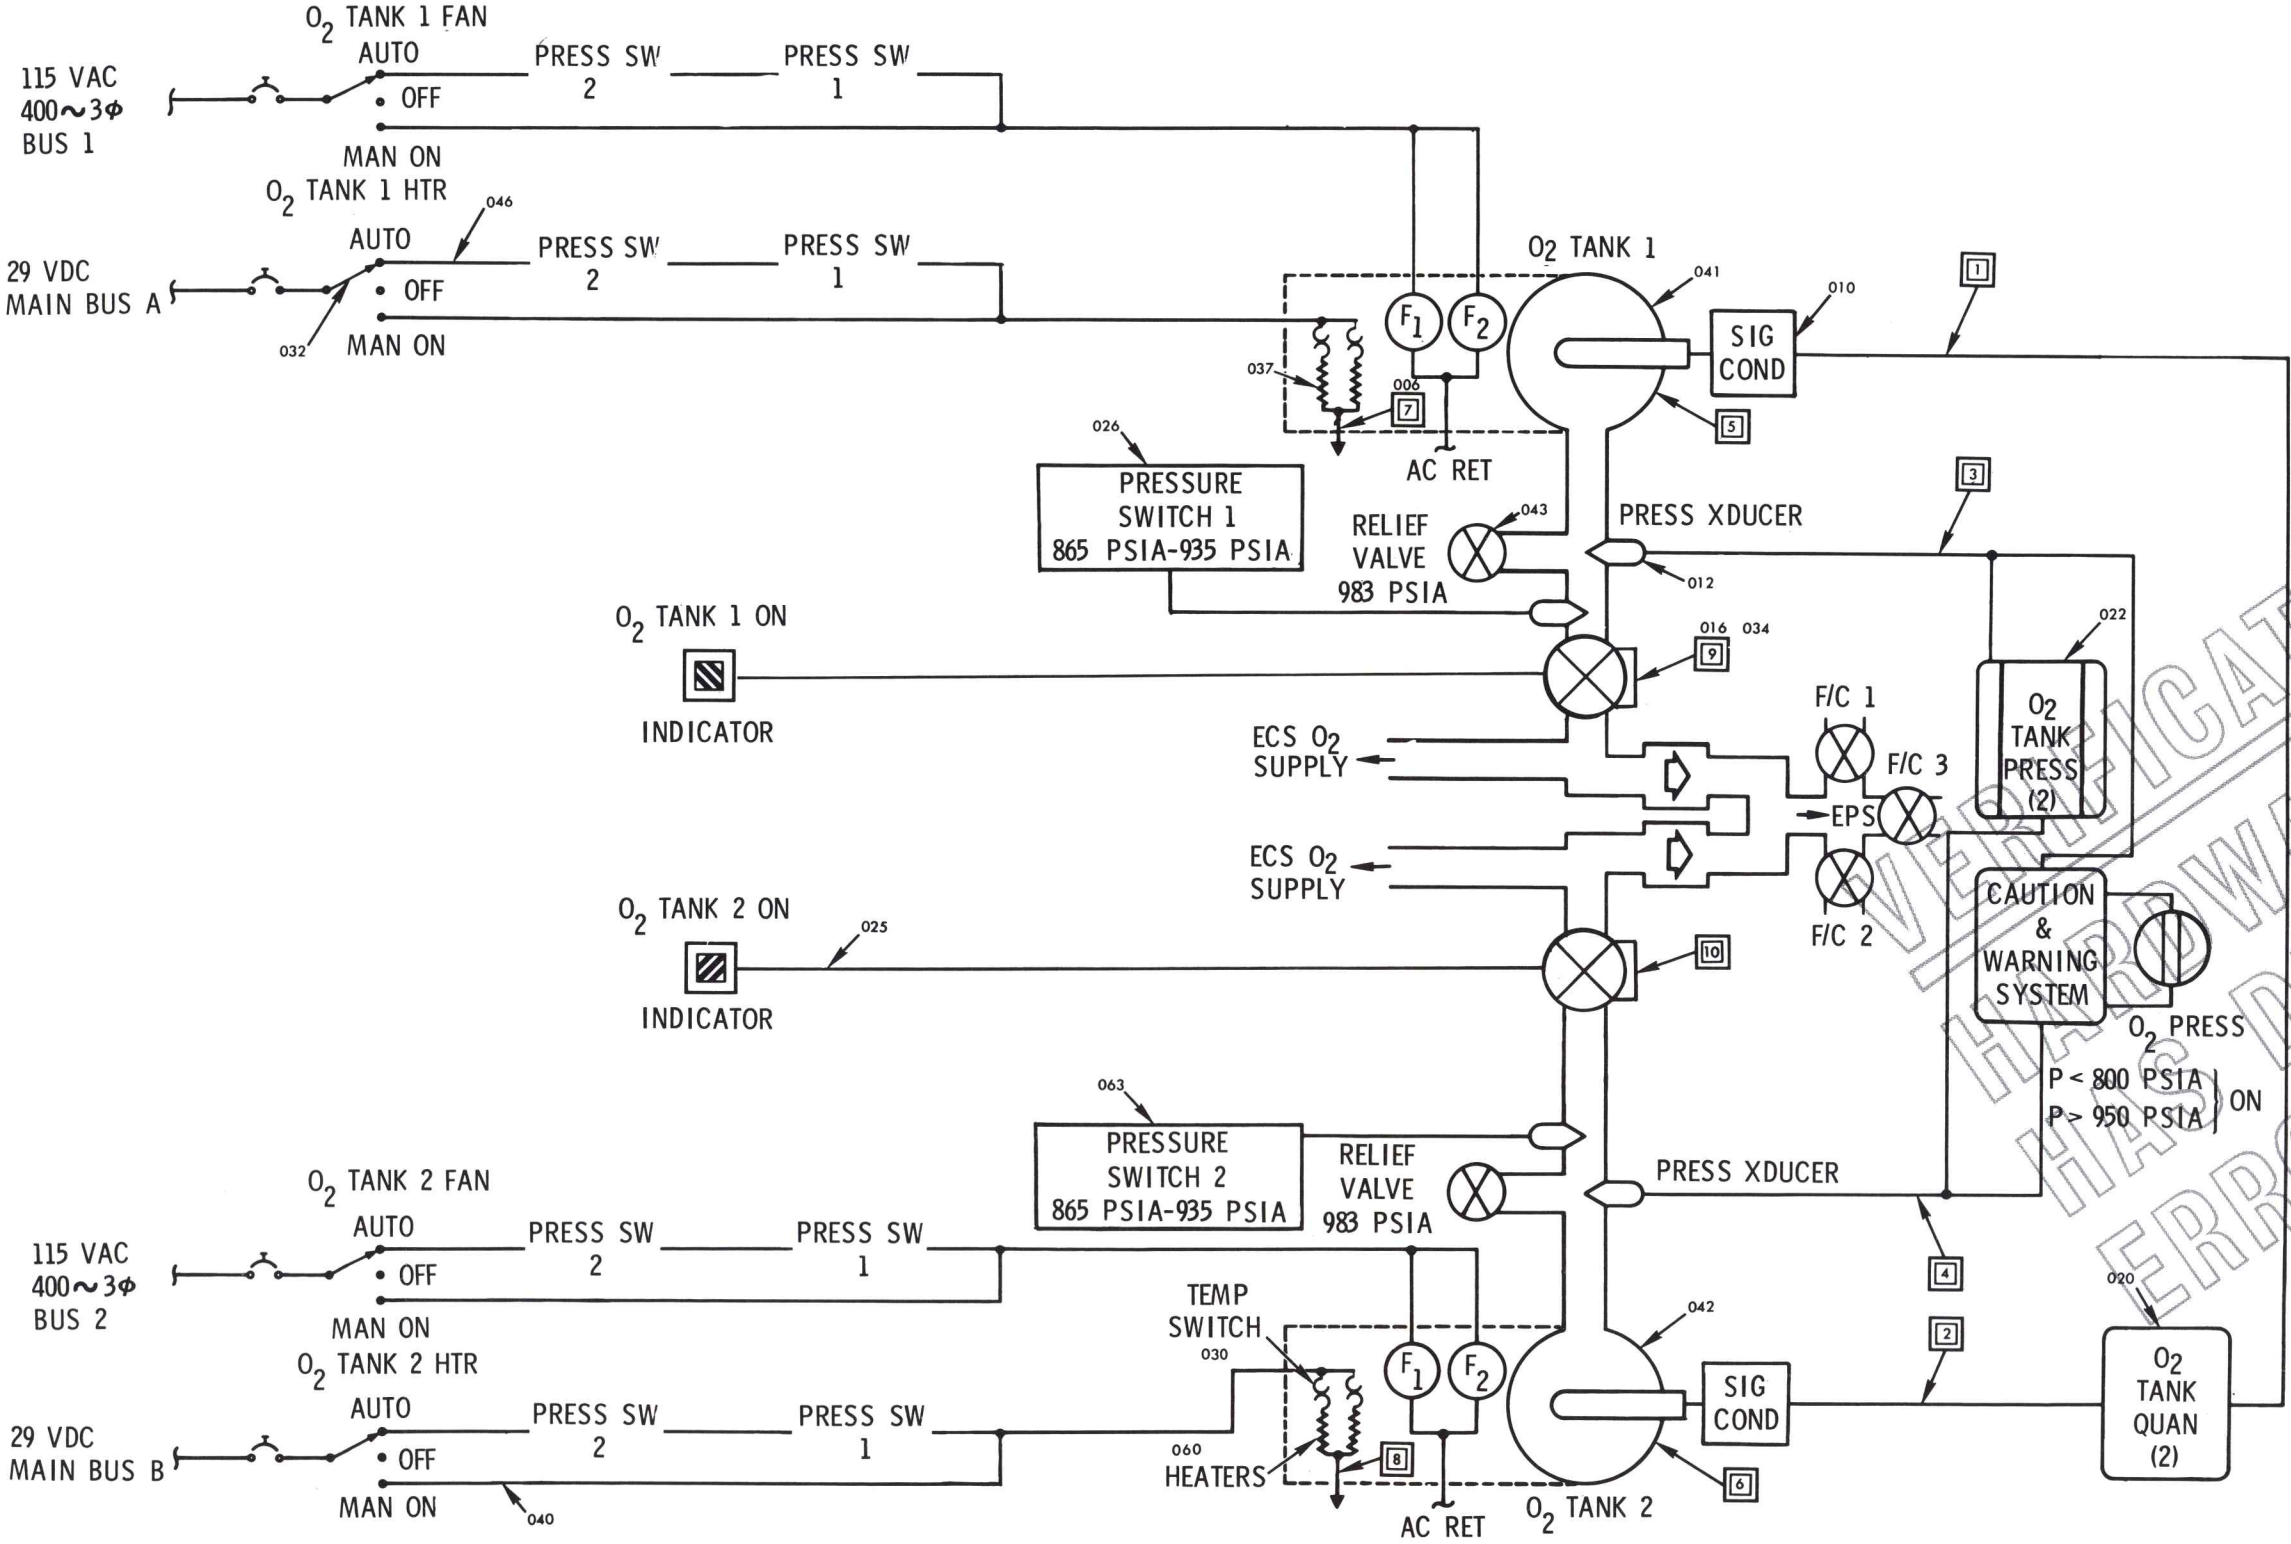 O2 TANK 1 FAN
AUTO
PRESS SW
2
PRESS SW
1
115 VAC
400~3ϕ
BUS 1
OFF
MAN ON
O2 TANK 1 HTR
046
AUTO
PRESS SW
2
PRESS SW
1
29 VDC
MAIN BUS A
OFF
032
MAN ON
O2 TANK 1
041
1
010
F1
F2
SIG
COND
037
006
7
5
AC RET
026
PRESSURE
SWITCH 1
865 PSIA-935 PSIA
RELIEF
VALVE
983 PSIA
043
PRESS XDUCER
3
012
O2 TANK 1 ON
INDICATOR
016 034
9
022
O2
TANK
PRESS
(2)
ECS O2
SUPPLY
F/C 1
F/C 3
EPS
F/C 2
ECS O2
SUPPLY
O2 TANK 2 ON
025
INDICATOR
10
CAUTION
&
WARNING
SYSTEM
O2 PRESS
P < 800 PSIA
P > 950 PSIA
ON
063
PRESSURE
SWITCH 2
865 PSIA-935 PSIA
RELIEF
VALVE
983 PSIA
PRESS XDUCER
4
O2 TANK 2 FAN
AUTO
PRESS SW
2
PRESS SW
1
115 VAC
400~3ϕ
BUS 2
OFF
MAN ON
O2 TANK 2 HTR
AUTO
PRESS SW
2
PRESS SW
1
29 VDC
MAIN BUS B
OFF
MAN ON
040
TEMP
SWITCH
030
060
HEATERS
8
F1
F2
AC RET
042
SIG
COND
2
6
O2 TANK 2
020
O2
TANK
QUAN
(2)
HAS